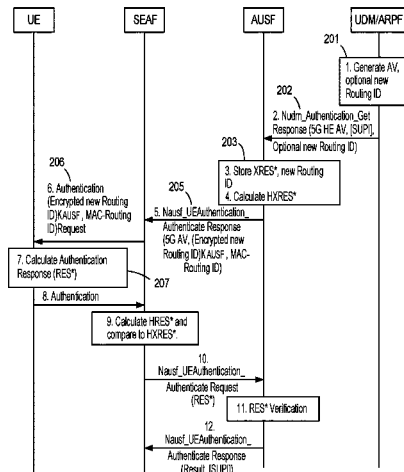 UE
SEAF
AUSF
UDM/ARPF
201
1. Generate AV,
optional new
Routing ID
202
2. Nudm_Authentication_Get
Response (5G HE AV, [SUPI],
Optional new Routing ID)
203
3. Store XRES*, new
Routing
ID
4. Calculate HXRES*
205
5. Nausf_UEAuthentication_
Authenticate Response
(5G AV, (Encrypted new
Routing ID)KAUSF , MAC-
Routing ID)
206
6. Authentication
(Encrypted new Routing
ID)KAUSF , MAC-Routing
ID)Request
7. Calculate Authentication
Response (RES*)
207
8. Authentication
9. Calculate HRES* and
compare to HXRES*.
10.
Nausf_UEAuthentication_
Authenticate Request
(RES*)
11. RES* Verification
12.
Nausf_UEAuthentication_
Authenticate Response
(Result, [SUPI])